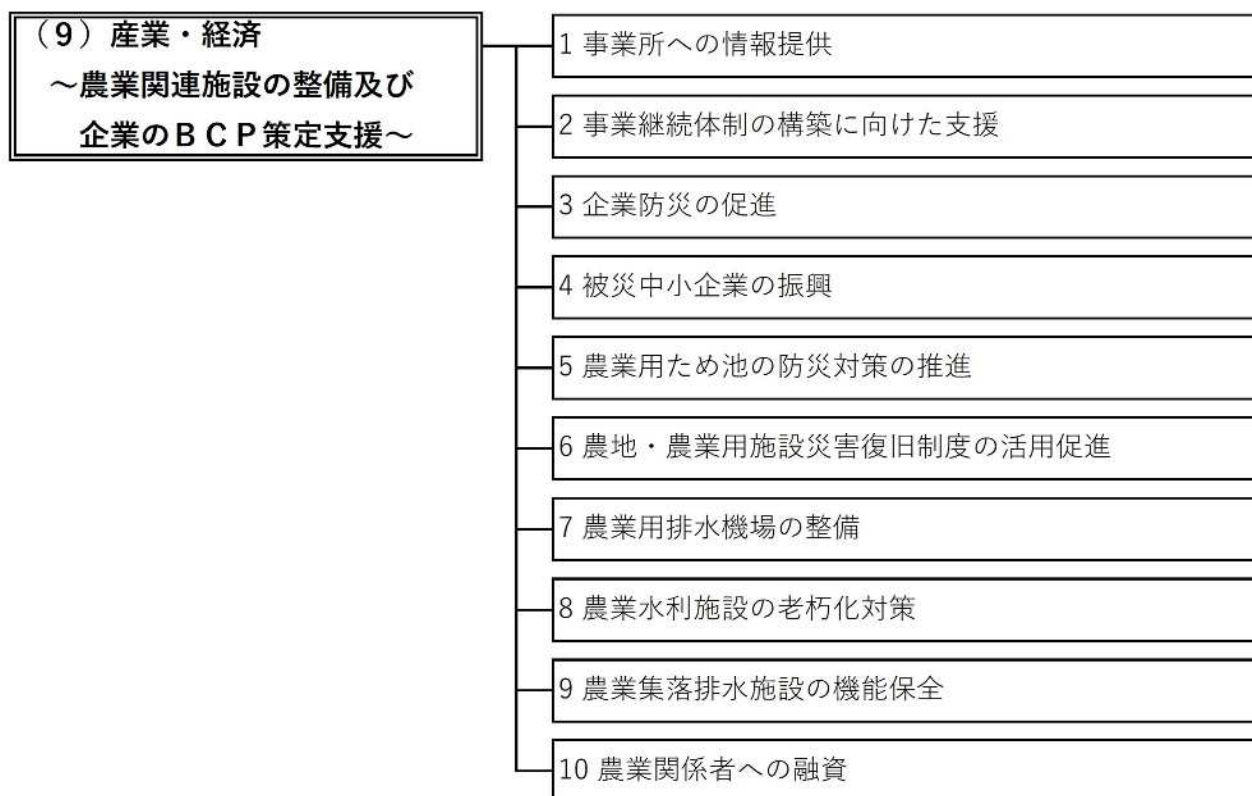 （９）産業・経済
～農業関連施設の整備及び
企業のＢＣＰ策定支援～
1 事業所への情報提供
2 事業継続体制の構築に向けた支援
3 企業防災の促進
4 被災中小企業の振興
5 農業用ため池の防災対策の推進
6 農地・農業用施設災害復旧制度の活用促進
7 農業用排水機場の整備
8 農業水利施設の老朽化対策
9 農業集落排水施設の機能保全
10 農業関係者への融資